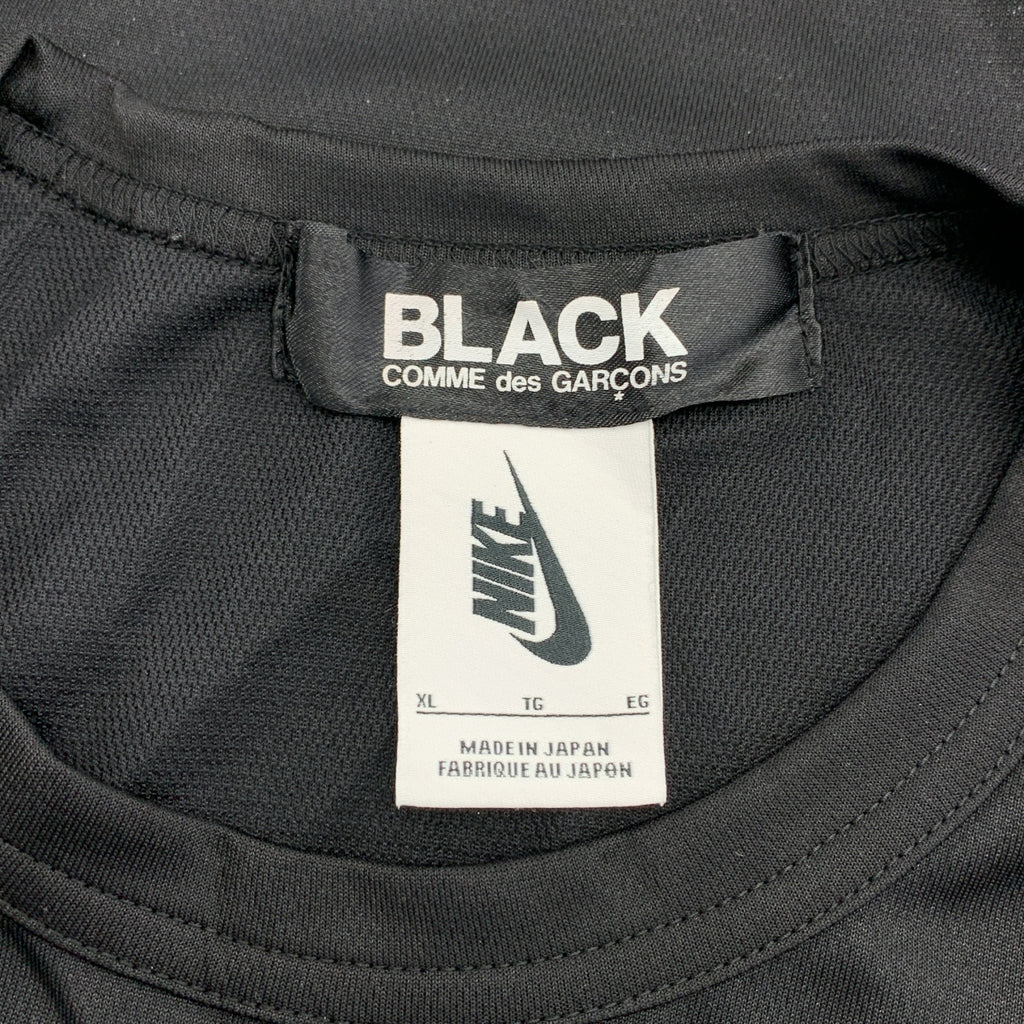 BLACK
COMME des GARÇONS
NIKE
XL TG EG
MADE IN JAPAN
FABRIQUE AU JAPON